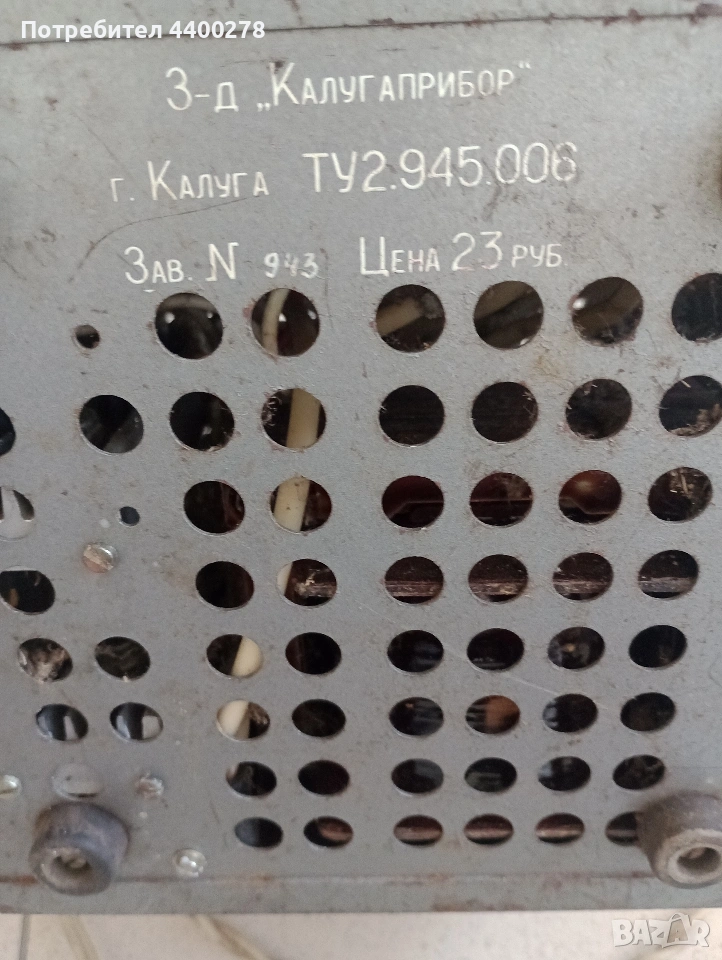 Потребител 4400278
З-д „Калугаприбор“
г. Калуга ТУ2.945.006
Зав. N 943 Цена 23 руб.
BAZAR